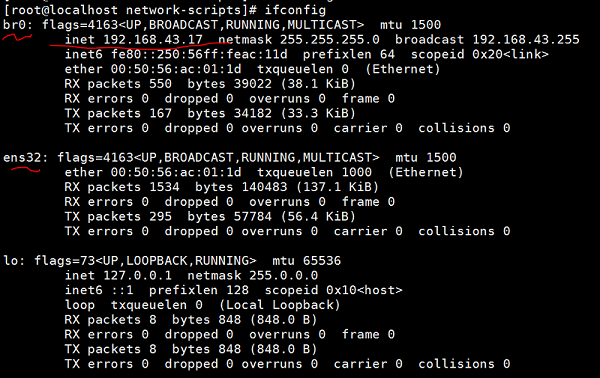 [root@localhost network-scripts]# ifconfig
br0: flags=4163<UP,BROADCAST,RUNNING,MULTICAST>  mtu 1500
inet 192.168.43.17  netmask 255.255.255.0  broadcast 192.168.43.255
inet6 fe80::250:56ff:feac:11d  prefixlen 64  scopeid 0x20<link>
ether 00:50:56:ac:01:1d  txqueuelen 0  (Ethernet)
RX packets 550  bytes 39022 (38.1 KiB)
RX errors 0  dropped 0  overruns 0  frame 0
TX packets 167  bytes 34182 (33.3 KiB)
TX errors 0  dropped 0 overruns 0  carrier 0  collisions 0
ens32: flags=4163<UP,BROADCAST,RUNNING,MULTICAST>  mtu 1500
ether 00:50:56:ac:01:1d  txqueuelen 1000  (Ethernet)
RX packets 1534  bytes 140483 (137.1 KiB)
RX errors 0  dropped 0  overruns 0  frame 0
TX packets 295  bytes 57784 (56.4 KiB)
TX errors 0  dropped 0 overruns 0  carrier 0  collisions 0
lo: flags=73<UP,LOOPBACK,RUNNING>  mtu 65536
inet 127.0.0.1  netmask 255.0.0.0
inet6 ::1  prefixlen 128  scopeid 0x10<host>
loop  txqueuelen 0  (Local Loopback)
RX packets 8  bytes 848 (848.0 B)
RX errors 0  dropped 0  overruns 0  frame 0
TX packets 8  bytes 848 (848.0 B)
TX errors 0  dropped 0 overruns 0  carrier 0  collisions 0